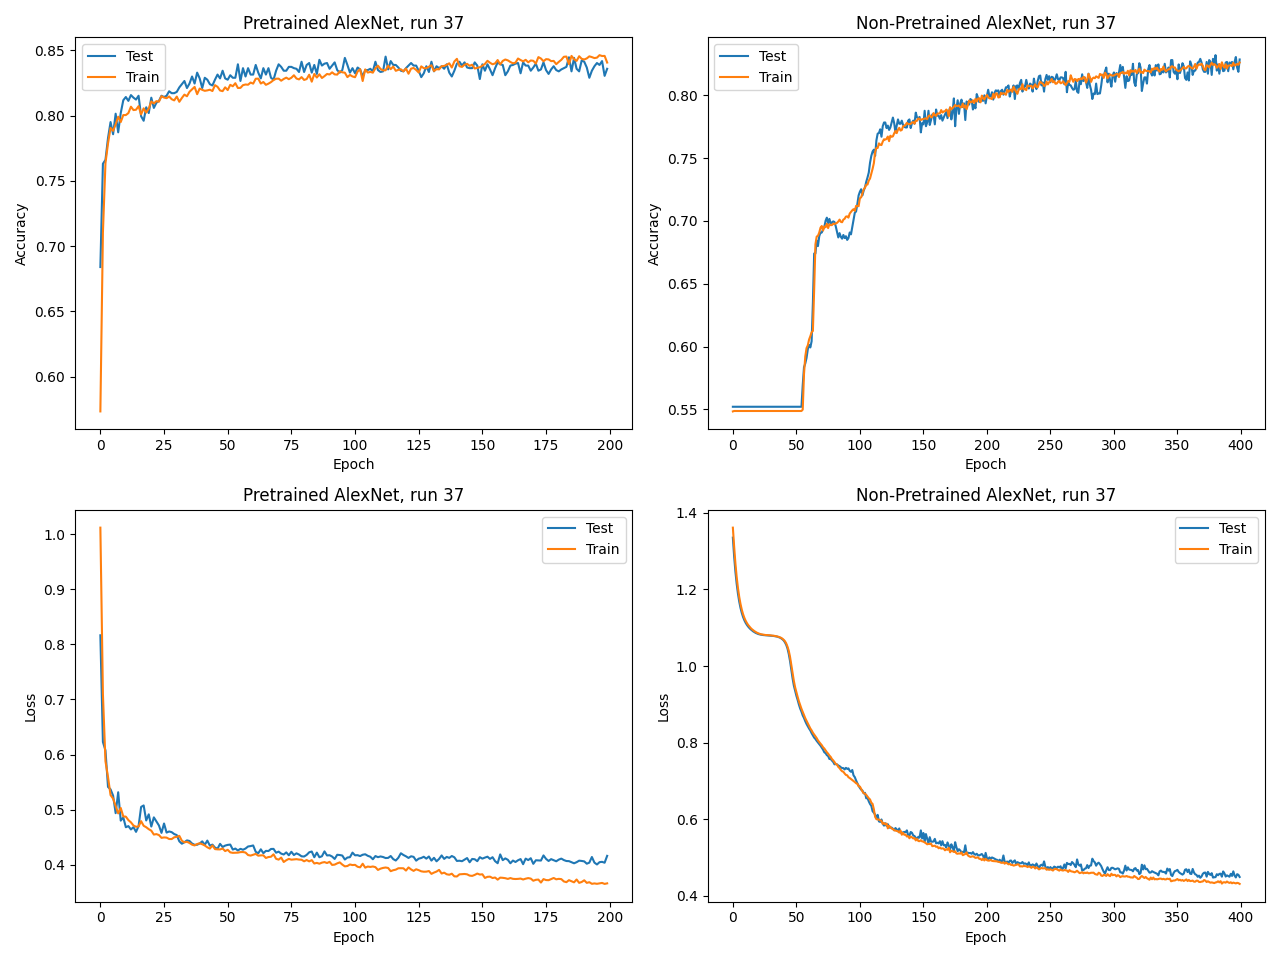 Pretrained AlexNet, run 37
Test
Train
0.85
0.80
0.75
0.70
0.65
0.60
Accuracy
0 25 50 75 100 125 150 175 200
Epoch
Non-Pretrained AlexNet, run 37
Test
Train
0.80
0.75
0.70
0.65
0.60
0.55
Accuracy
0 50 100 150 200 250 300 350 400
Epoch
Pretrained AlexNet, run 37
Test
Train
1.0
0.9
0.8
0.7
0.6
0.5
0.4
Loss
0 25 50 75 100 125 150 175 200
Epoch
Non-Pretrained AlexNet, run 37
Test
Train
1.4
1.2
1.0
0.8
0.6
0.4
Loss
0 50 100 150 200 250 300 350 400
Epoch